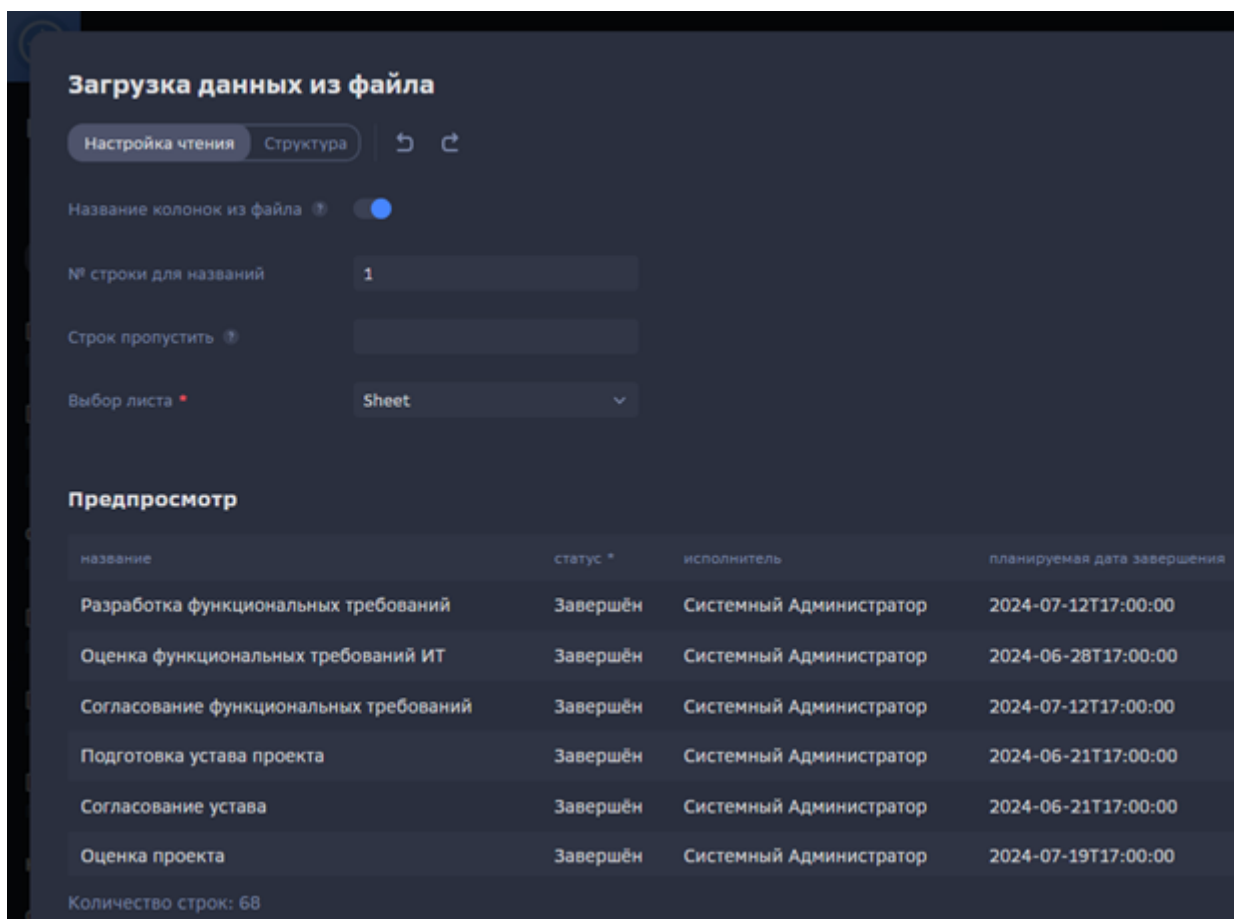 Загрузка данных из файла
Настройка чтения Структура
Название колонок из файла ?
№ строки для названий 1
Строк пропустить ?
Выбор листа * Sheet
Предпросмотр
название статус * исполнитель планируемая дата завершения
Разработка функциональных требований Завершён Системный Администратор 2024-07-12T17:00:00
Оценка функциональных требований ИТ Завершён Системный Администратор 2024-06-28T17:00:00
Согласование функциональных требований Завершён Системный Администратор 2024-07-12T17:00:00
Подготовка устава проекта Завершён Системный Администратор 2024-06-21T17:00:00
Согласование устава Завершён Системный Администратор 2024-06-21T17:00:00
Оценка проекта Завершён Системный Администратор 2024-07-19T17:00:00
Количество строк: 68